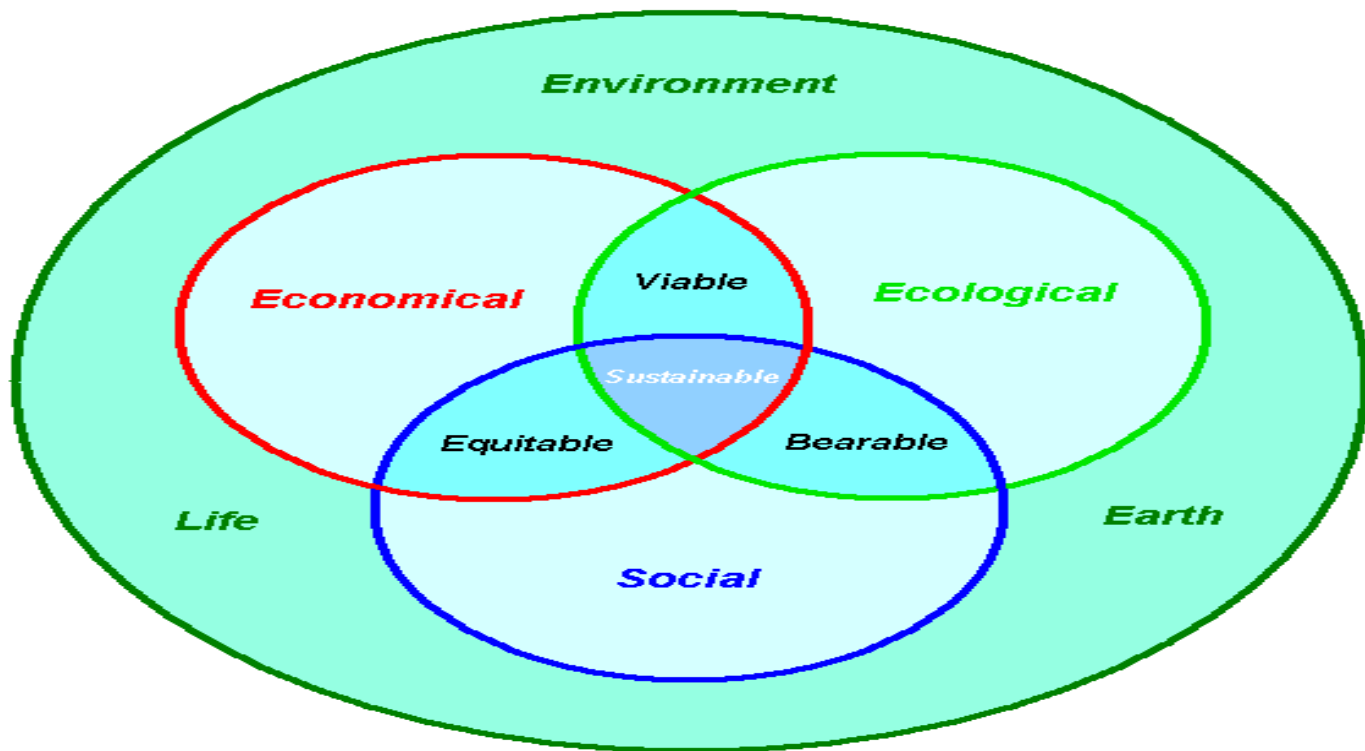 Environment
Viable
Economical
Ecological
Sustainable
Equitable
Bearable
Life
Earth
Social